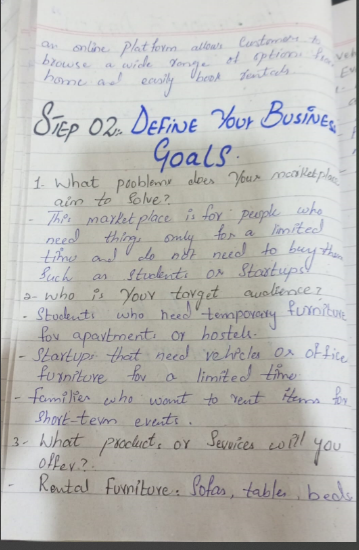 an online platform allows Customers to
browse a wide range of options from
home and easily book rentals.
STEP 02:- DEFINE Your BUSINESS
Goals.
1. What problems does Your marketplace
aim to Solve?
- This marketplace is for people who
need things only for a limited
time and do not need to buy them
Such as Students or Startups
2- Who is Your target audience?
- Students who need temporary furniture
for apartments or hostels.
- Startups that need vehicles or office
furniture for a limited time
- Families who want to rent items for
Short-term events.
3- What products or Services will you
offer?
- Rental Furniture: Sofas, tables, beds